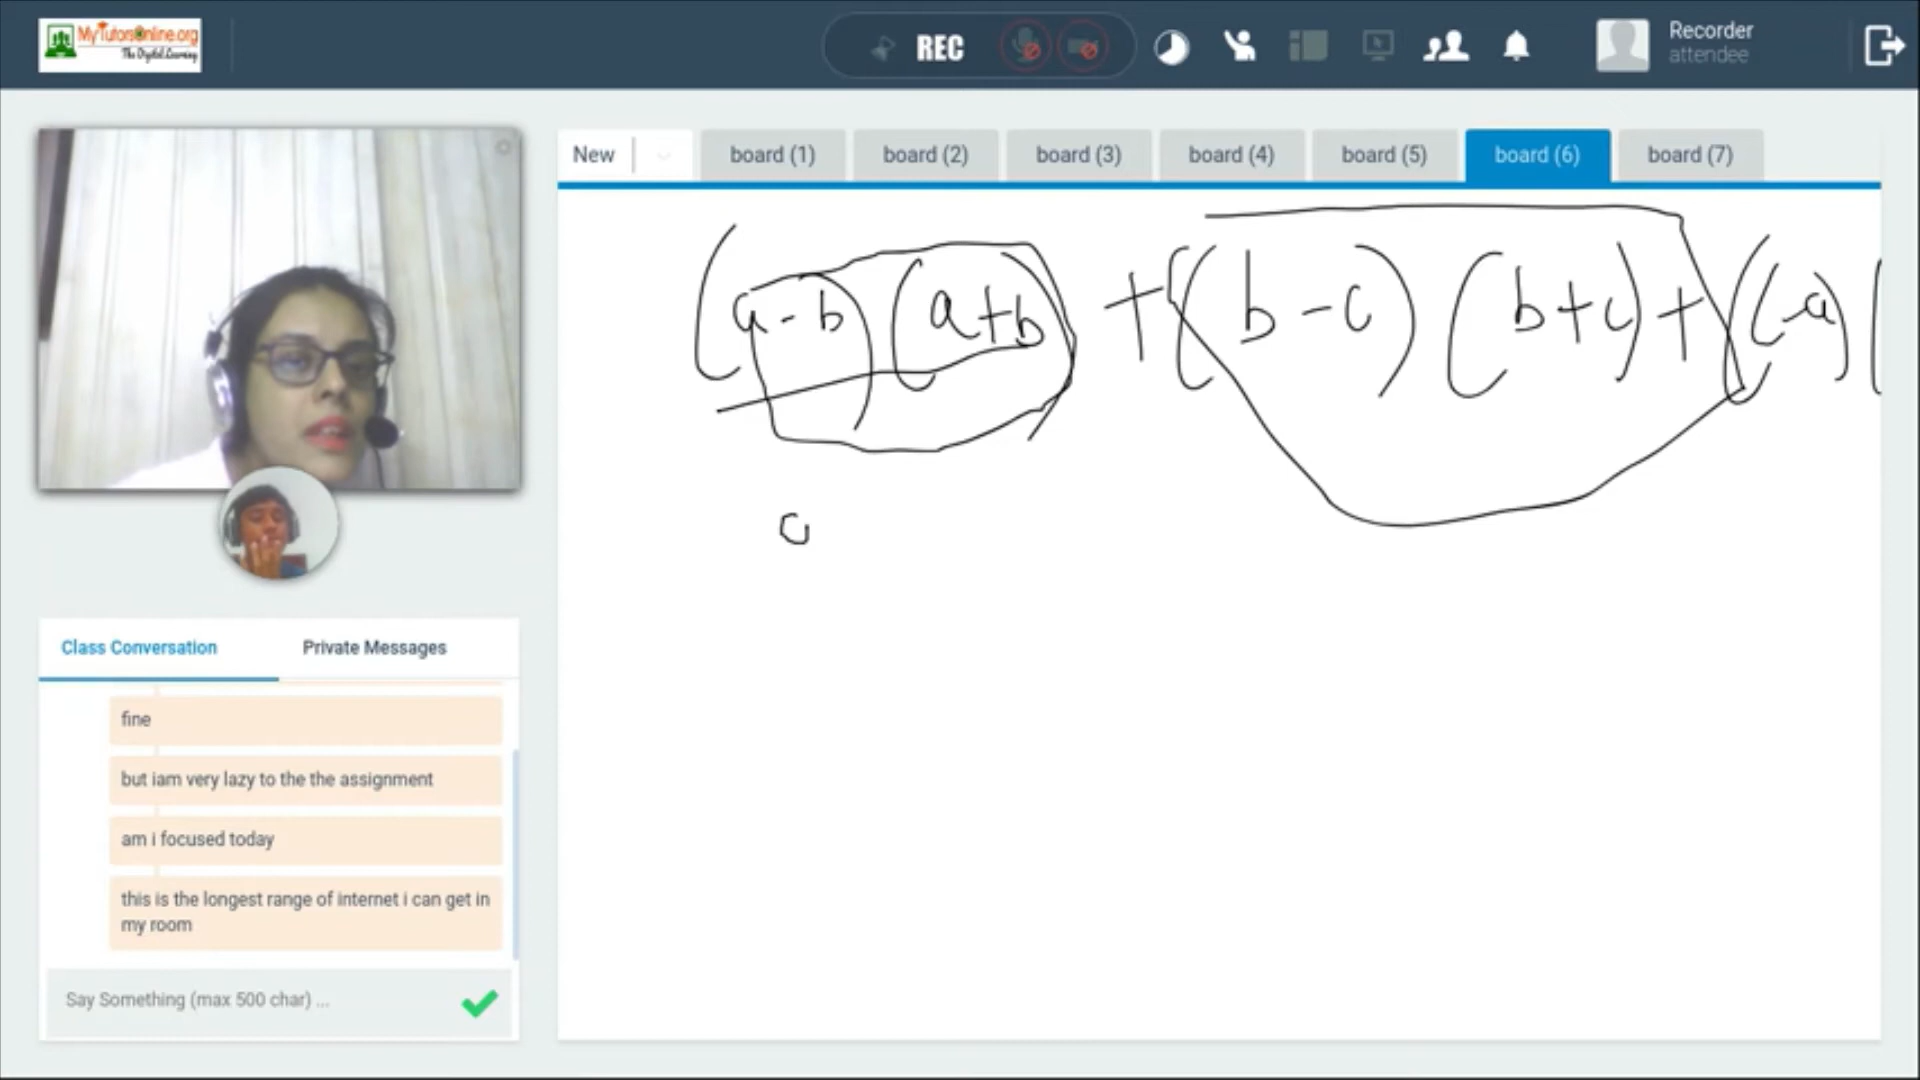 MyTutorsOnline.org
The Digital Learning
REC
Recorder
attendee
New
board (1)
board (2)
board (3)
board (4)
board (5)
board (6)
board (7)
(a-b)(a+b) + (b-c)(b+c) + (c-a)(
a
Class Conversation
Private Messages
fine
but iam very lazy to the the assignment
am i focused today
this is the longest range of internet i can get in
my room
Say Something (max 500 char) ...